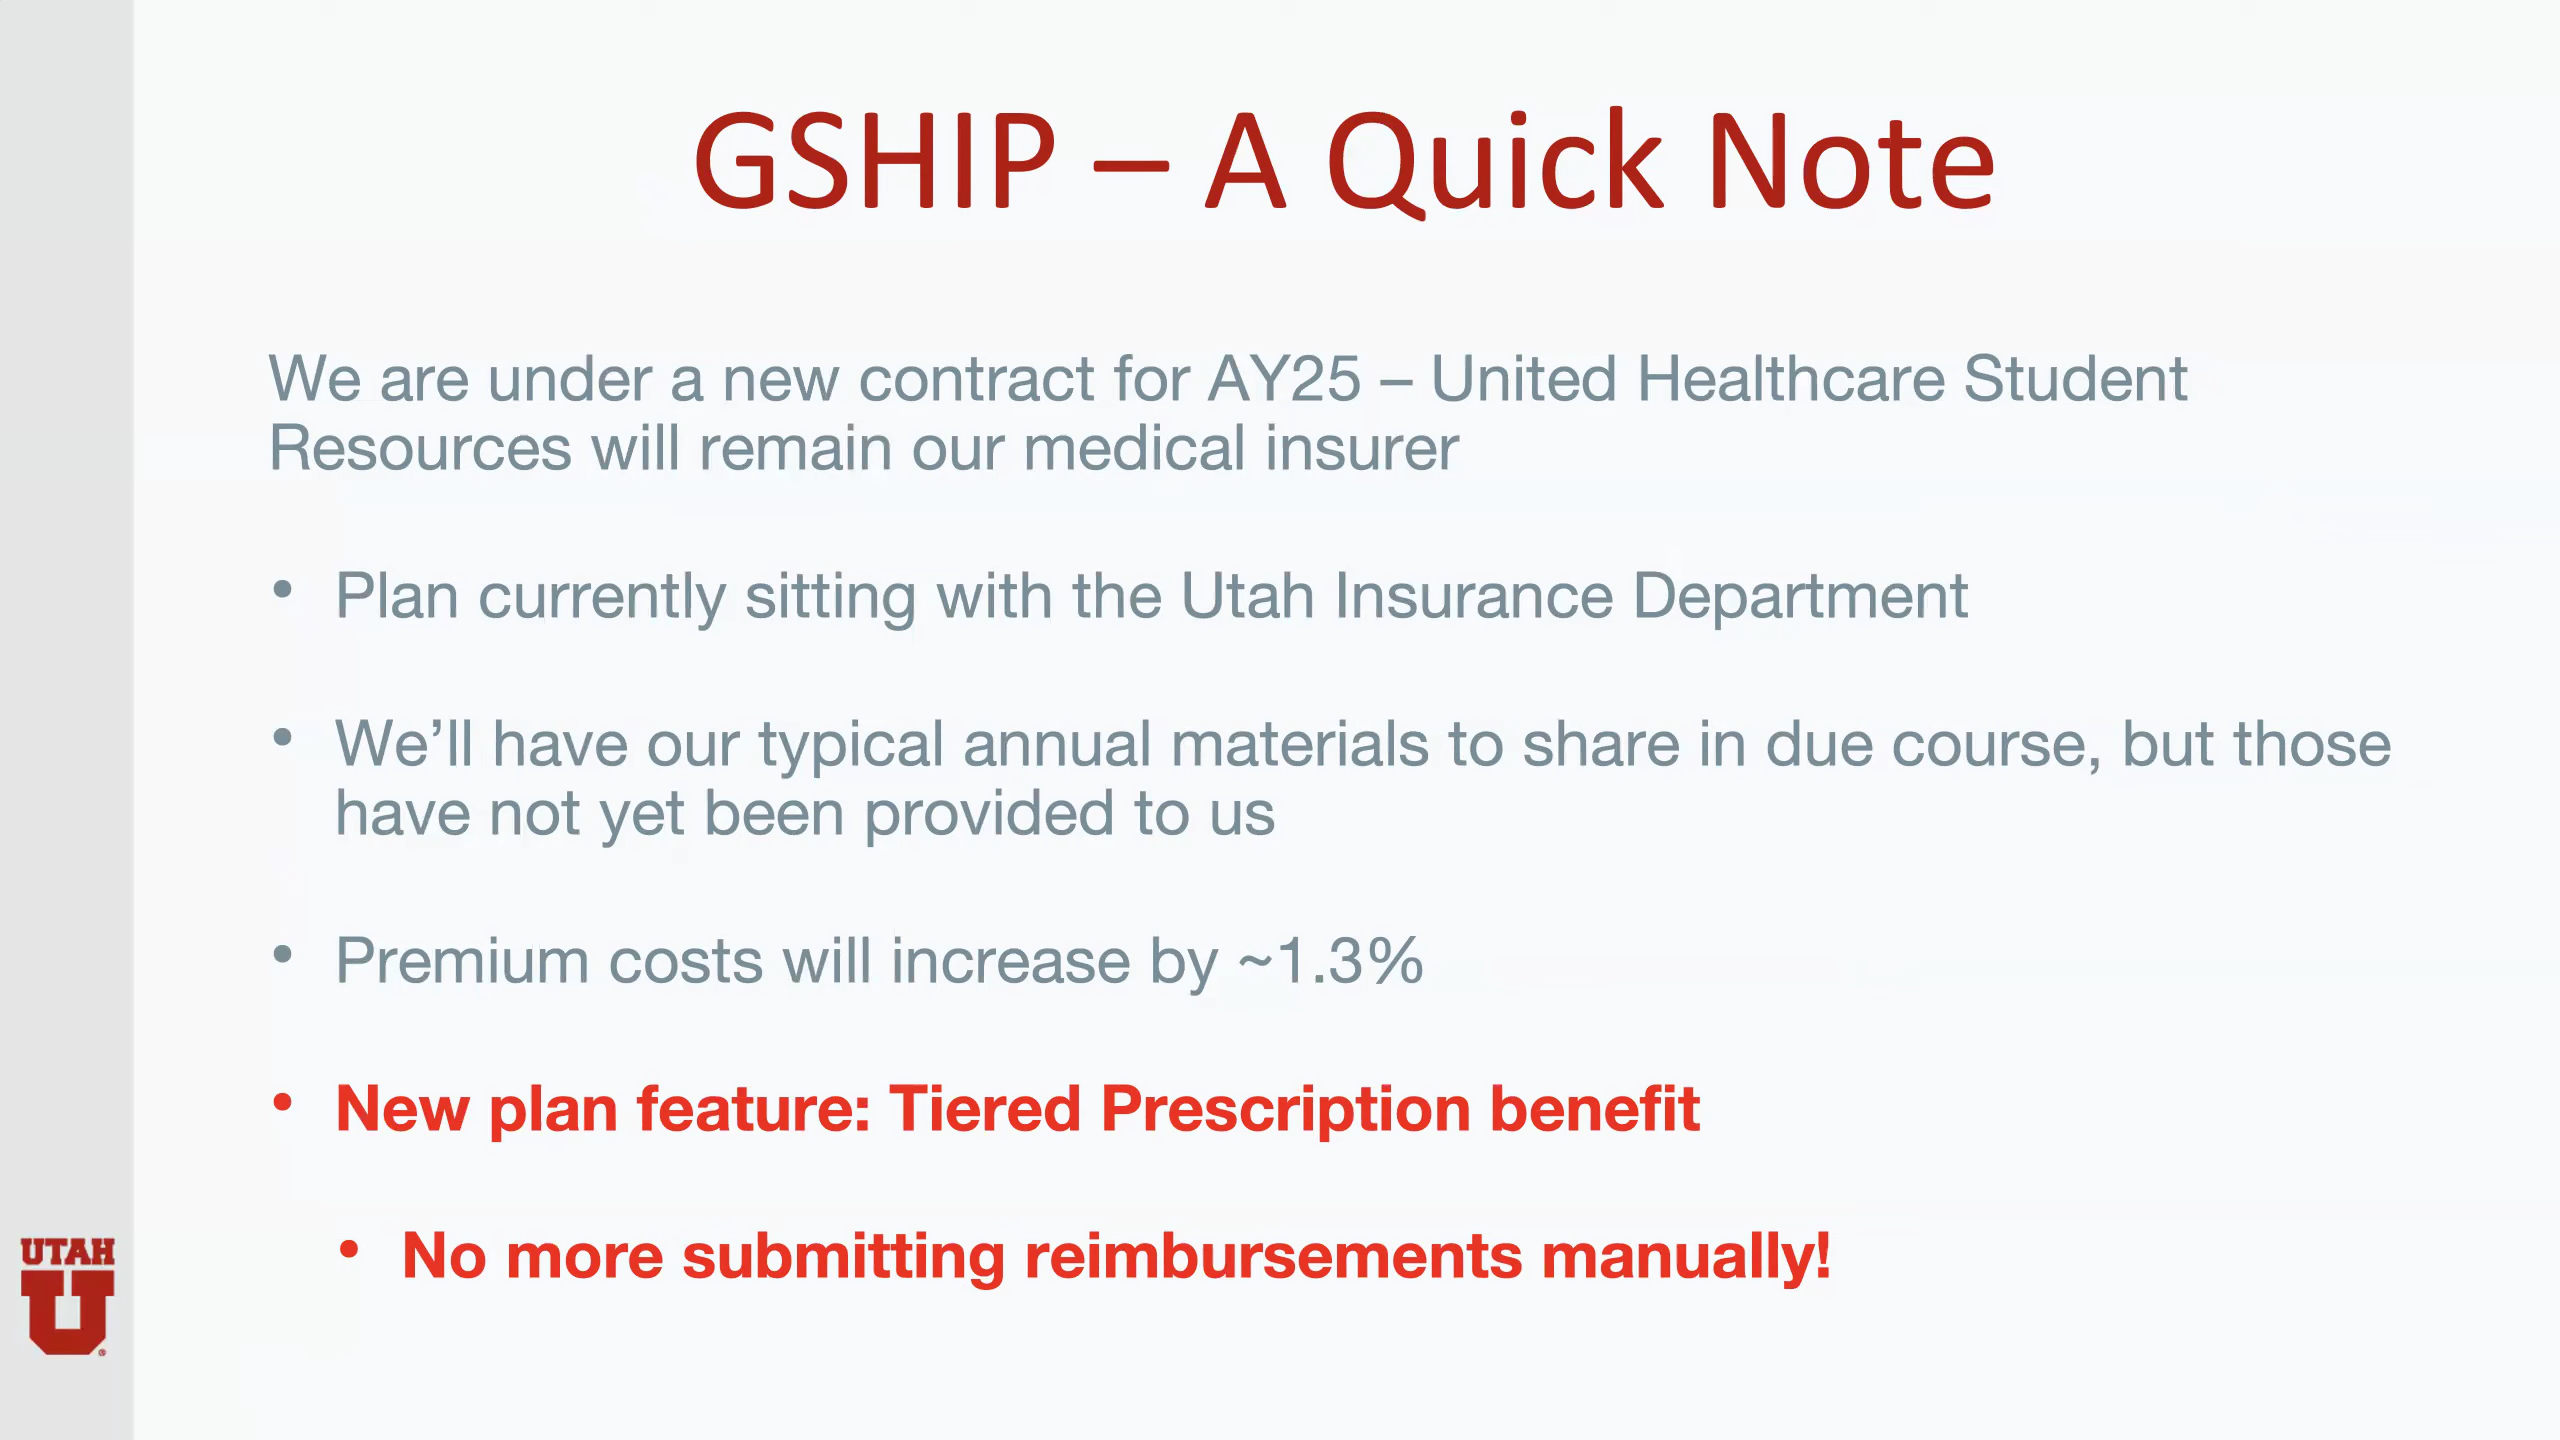 GSHIP – A Quick Note
We are under a new contract for AY25 – United Healthcare Student
Resources will remain our medical insurer
• Plan currently sitting with the Utah Insurance Department
• We’ll have our typical annual materials to share in due course, but those
have not yet been provided to us
• Premium costs will increase by ~1.3%
• New plan feature: Tiered Prescription benefit
• No more submitting reimbursements manually!
UTAH
U
®